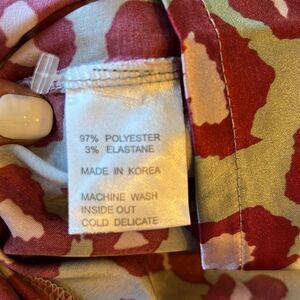 97% POLYESTER
3% ELASTANE
MADE IN KOREA
MACHINE WASH
INSIDE OUT
COLD DELICATE